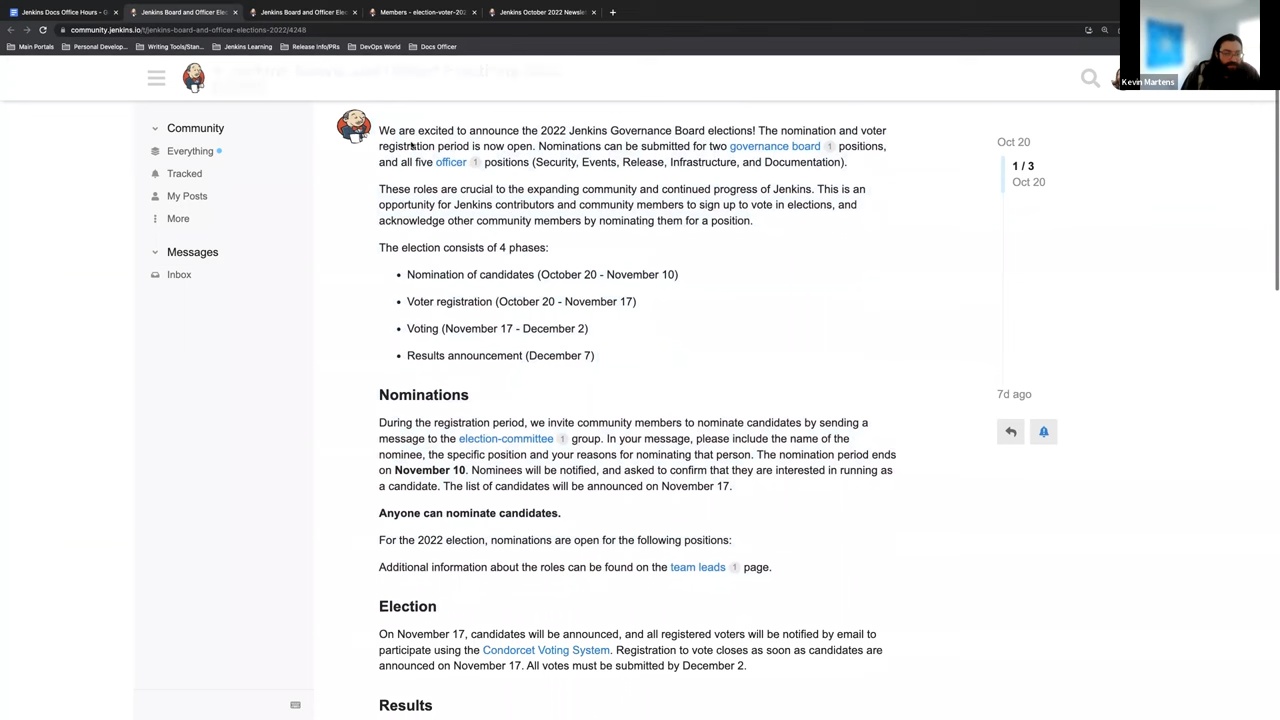 Jenkins Docs Office Hours - G
Jenkins Board and Officer Elec
Jenkins Board and Officer Elec
Members - election-voter-202
Jenkins October 2022 Newsle
community.jenkins.io/t/jenkins-board-and-officer-elections-2022/4248
Main Portals
Personal Develop...
Writing Tools/Stan...
Jenkins Learning
Release Info/PRs
DevOps World
Docs Officer
Kevin Martens
Community
Everything
Tracked
My Posts
More
Messages
Inbox
We are excited to announce the 2022 Jenkins Governance Board elections! The nomination and voter
registration period is now open. Nominations can be submitted for two governance board 1 positions,
and all five officer 1 positions (Security, Events, Release, Infrastructure, and Documentation).
These roles are crucial to the expanding community and continued progress of Jenkins. This is an
opportunity for Jenkins contributors and community members to sign up to vote in elections, and
acknowledge other community members by nominating them for a position.
The election consists of 4 phases:
• Nomination of candidates (October 20 - November 10)
• Voter registration (October 20 - November 17)
• Voting (November 17 - December 2)
• Results announcement (December 7)
Nominations
During the registration period, we invite community members to nominate candidates by sending a
message to the election-committee 1 group. In your message, please include the name of the
nominee, the specific position and your reasons for nominating that person. The nomination period ends
on November 10. Nominees will be notified, and asked to confirm that they are interested in running as
a candidate. The list of candidates will be announced on November 17.
Anyone can nominate candidates.
For the 2022 election, nominations are open for the following positions:
Additional information about the roles can be found on the team leads 1 page.
Election
On November 17, candidates will be announced, and all registered voters will be notified by email to
participate using the Condorcet Voting System. Registration to vote closes as soon as candidates are
announced on November 17. All votes must be submitted by December 2.
Results
Oct 20
1 / 3
Oct 20
7d ago